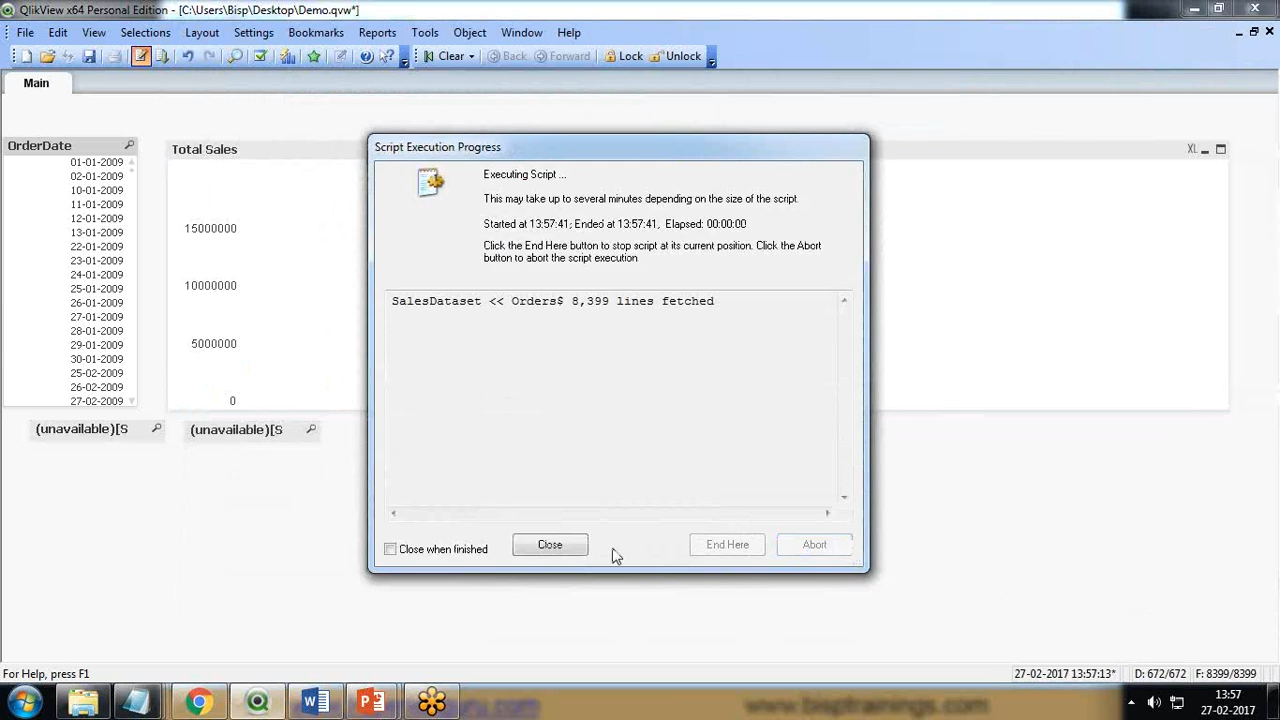 QlikView x64 Personal Edition - [C:\Users\Bisp\Desktop\Demo.qvw*]
File Edit View Selections Layout Settings Bookmarks Reports Tools Object Window Help
Clear Back Forward Lock Unlock
Main
OrderDate
01-01-2009
02-01-2009
10-01-2009
11-01-2009
12-01-2009
13-01-2009
22-01-2009
23-01-2009
24-01-2009
25-01-2009
26-01-2009
27-01-2009
28-01-2009
29-01-2009
30-01-2009
25-02-2009
26-02-2009
27-02-2009
Total Sales
XL
15000000
10000000
5000000
0
(unavailable)[S
(unavailable)[S
Script Execution Progress
Executing Script ...
This may take up to several minutes depending on the size of the script.
Started at 13:57:41; Ended at 13:57:41, Elapsed: 00:00:00
Click the End Here button to stop script at its current position. Click the Abort
button to abort the script execution
SalesDataset << Orders$ 8,399 lines fetched
Close when finished
Close
End Here
Abort
For Help, press F1
27-02-2017 13:57:13*
D: 672/672
F: 8399/8399
www.bisptrainings.com
13:57
27-02-2017